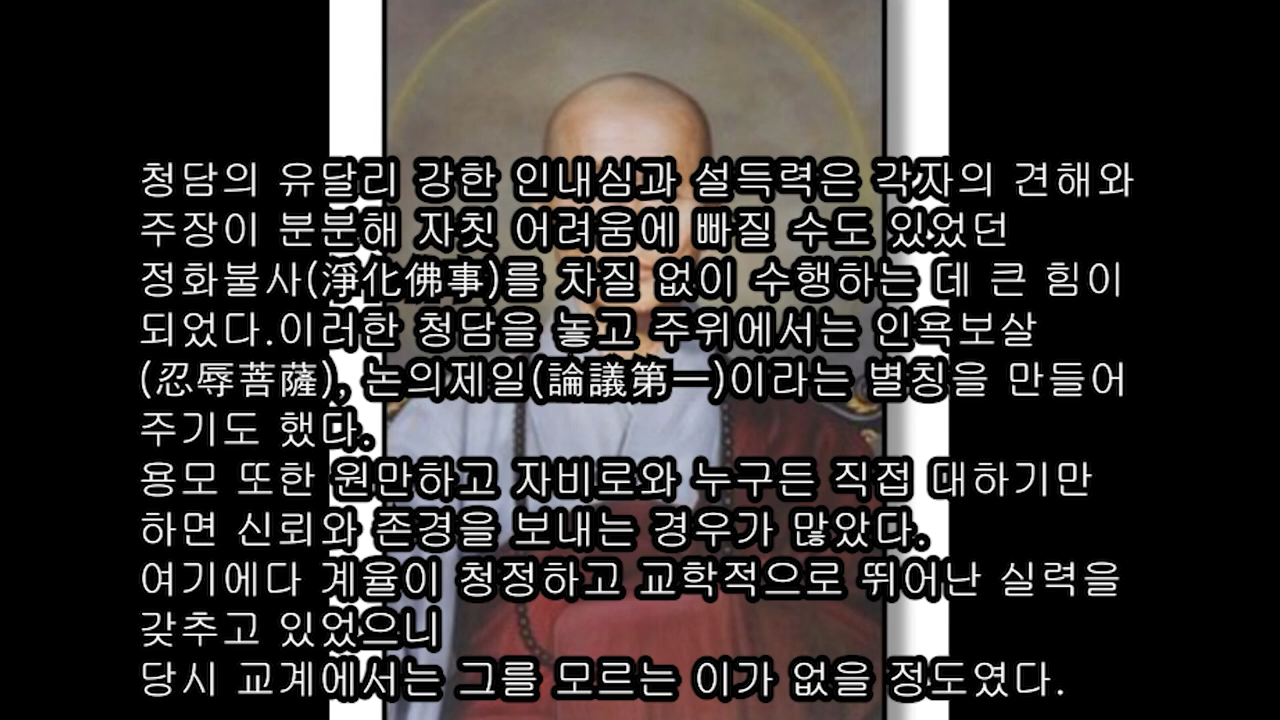 청담의 유달리 강한 인내심과 설득력은 각자의 견해와
주장이 분분해 자칫 어려움에 빠질 수도 있었던
정화불사(淨化佛事)를 차질 없이 수행하는 데 큰 힘이
되었다.이러한 청담을 놓고 주위에서는 인욕보살
(忍辱菩薩), 논의제일(論議第一)이라는 별칭을 만들어
주기도 했다.
용모 또한 원만하고 자비로와 누구든 직접 대하기만
하면 신뢰와 존경을 보내는 경우가 많았다.
여기에다 계율이 청정하고 교학적으로 뛰어난 실력을
갖추고 있었으니
당시 교계에서는 그를 모르는 이가 없을 정도였다.